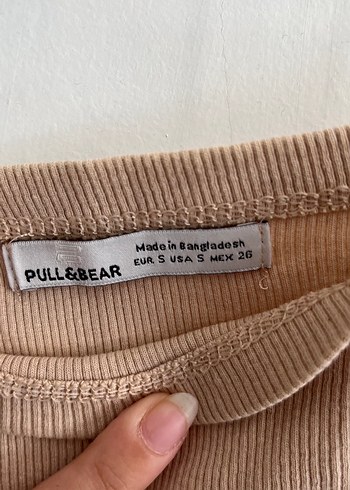 PULL&BEAR
Made in Bangladesh
EUR S USA S MEX 26